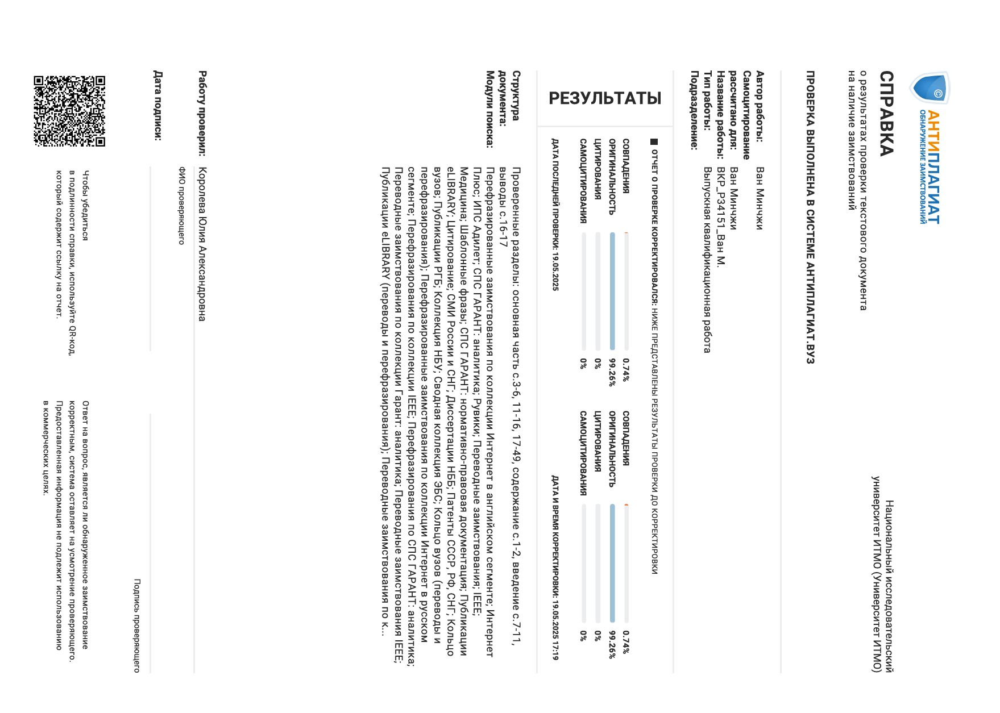 АНТИПЛАГИАТ
ОБНАРУЖЕНИЕ ЗАИМСТВОВАНИЙ
©
Национальный исследовательский
университет ИТМО (Университет ИТМО)
СПРАВКА
о результатах проверки текстового документа
на наличие заимствований
ПРОВЕРКА ВЫПОЛНЕНА В СИСТЕМЕ АНТИПЛАГИАТ.ВУЗ
Автор работы: Ван Минчжи
Самоцитирование
рассчитано для: Ван Минчжи
Название работы: ВКР_Р34151_Ван М.
Тип работы: Выпускная квалификационная работа
Подразделение:
РЕЗУЛЬТАТЫ
ОТЧЕТ О ПРОВЕРКЕ КОРРЕКТИРОВАЛСЯ: НИЖЕ ПРЕДСТАВЛЕНЫ РЕЗУЛЬТАТЫ ПРОВЕРКИ ДО КОРРЕКТИРОВКИ
СОВПАДЕНИЯ 0.74% СОВПАДЕНИЯ 0.74%
ОРИГИНАЛЬНОСТЬ 99.26% ОРИГИНАЛЬНОСТЬ 99.26%
ЦИТИРОВАНИЯ 0% ЦИТИРОВАНИЯ 0%
САМОЦИТИРОВАНИЯ 0% САМОЦИТИРОВАНИЯ 0%
ДАТА ПОСЛЕДНЕЙ ПРОВЕРКИ: 19.05.2025 ДАТА И ВРЕМЯ КОРРЕКТИРОВКИ: 19.05.2025 17:19
Структура
документа:
Проверенные разделы: основная часть с.3-6, 11-16, 17-49, содержание с.1-2, введение с.7-11,
выводы с.16-17
Модули поиска:
Перефразированные заимствования по коллекции Интернет в английском сегменте; Интернет
Плюс; ИПС Адилет; СПС ГАРАНТ: аналитика; Рувики; Переводные заимствования; IEEE;
Медицина; Шаблонные фразы; СПС ГАРАНТ: нормативно-правовая документация; Публикации
eLIBRARY; Цитирование; СМИ России и СНГ; Диссертации НББ; Патенты СССР, РФ, СНГ; Кольцо
вузов; Публикации РГБ; Коллекция НБУ; Сводная коллекция ЭБС; Кольцо вузов (переводы и
перефразирования); Перефразированные заимствования по коллекции Интернет в русском
сегменте; Перефразирования по коллекции IEEE; Перефразирования по СПС ГАРАНТ: аналитика;
Переводные заимствования по коллекции Гарант: аналитика; Переводные заимствования IEEE;
Публикации eLIBRARY (переводы и перефразирования); Переводные заимствования по к...
Работу проверил: Королева Юлия Александровна
ФИО проверяющего
Дата подписи:
Подпись проверяющего
Чтобы убедиться
в подлинности справки, используйте QR-код,
который содержит ссылку на отчет.
Ответ на вопрос, является ли обнаруженное заимствование
корректным, система оставляет на усмотрение проверяющего.
Предоставленная информация не подлежит использованию
в коммерческих целях.